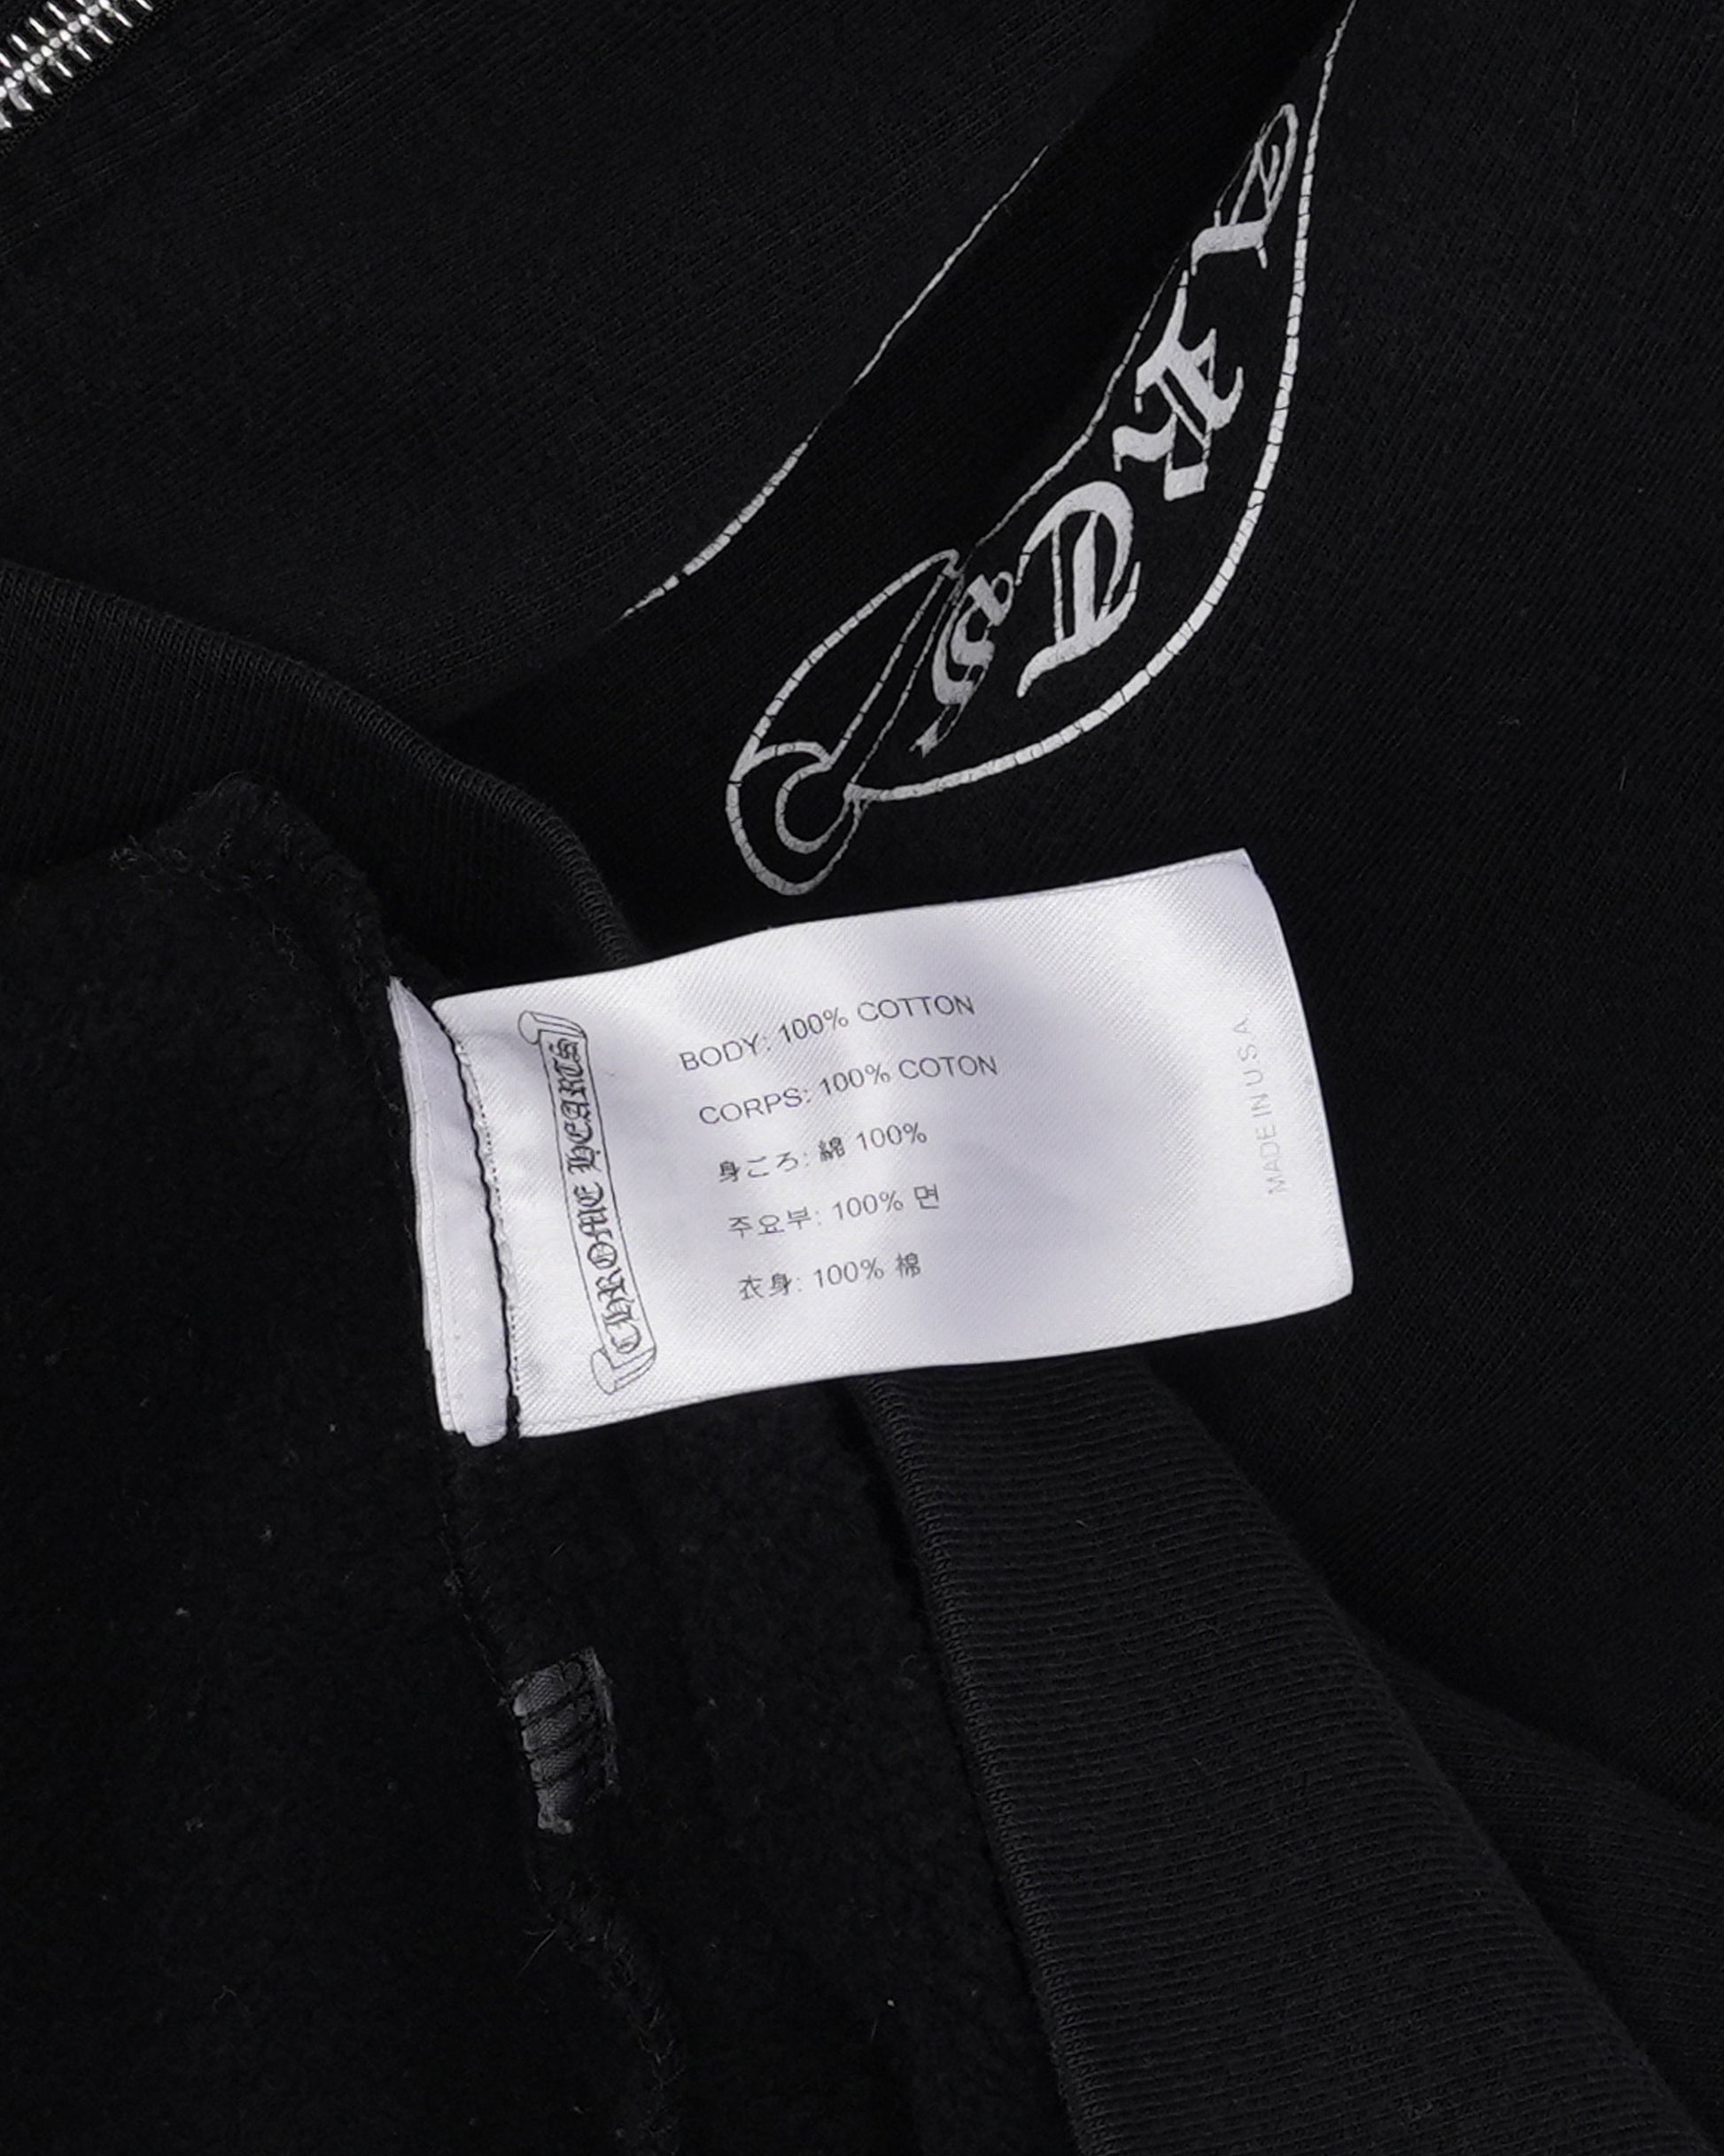 CHROME HEARTS
BODY: 100% COTTON
CORPS: 100% COTON
身ごろ: 綿 100%
주요부: 100% 면
衣身: 100% 棉
MADE IN USA